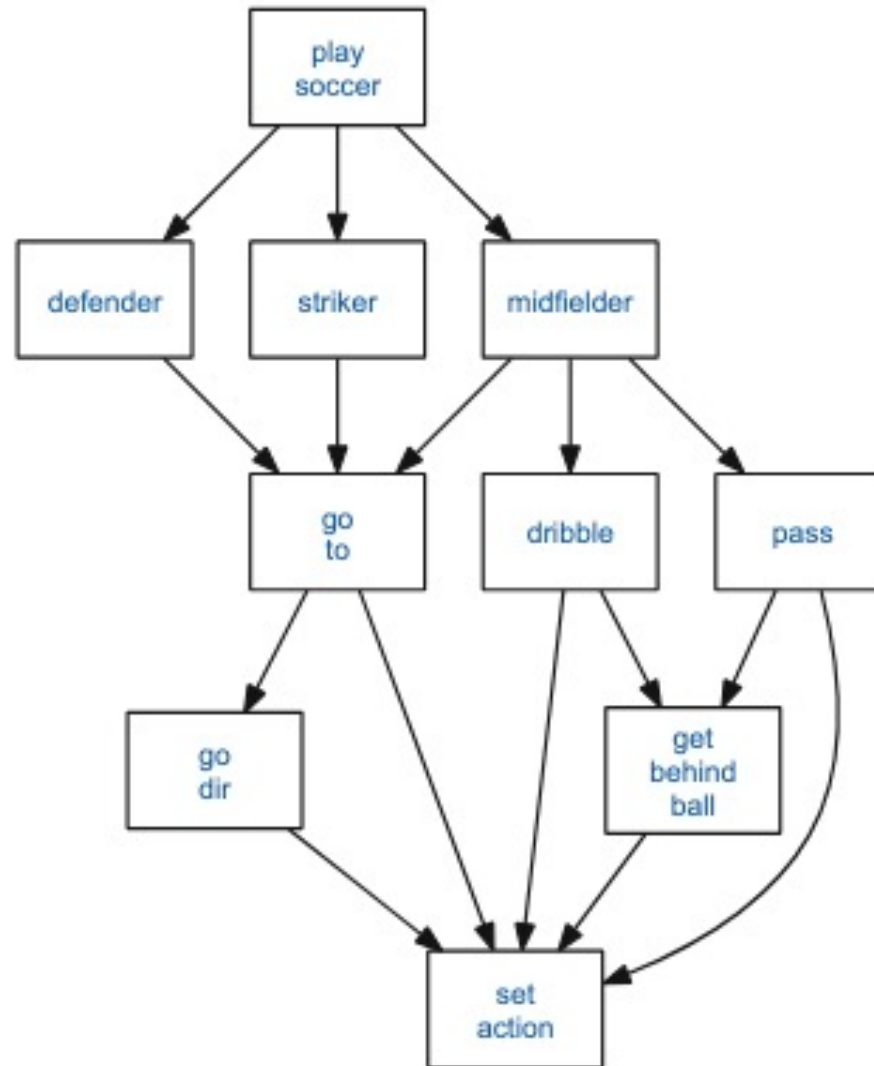 play
soccer
defender
striker
midfielder
go
to
dribble
pass
go
dir
get
behind
ball
set
action